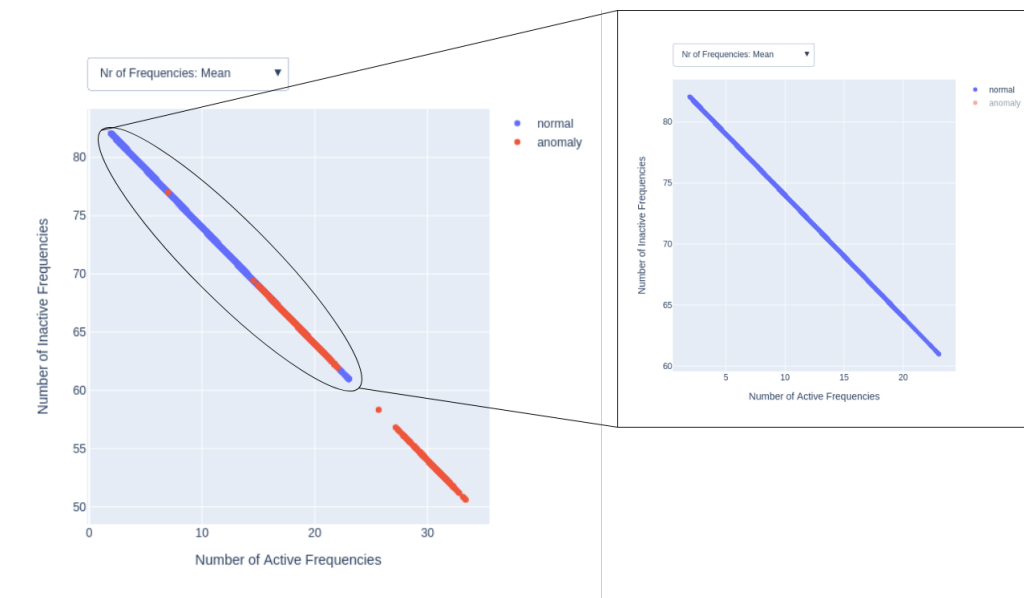 Nr of Frequencies: Mean ▼
normal
anomaly
80
75
70
65
60
55
50
0 10 20 30
Number of Inactive Frequencies
Number of Active Frequencies
Nr of Frequencies: Mean ▼
normal
anomaly
80
75
70
65
60
5 10 15 20
Number of Inactive Frequencies
Number of Active Frequencies